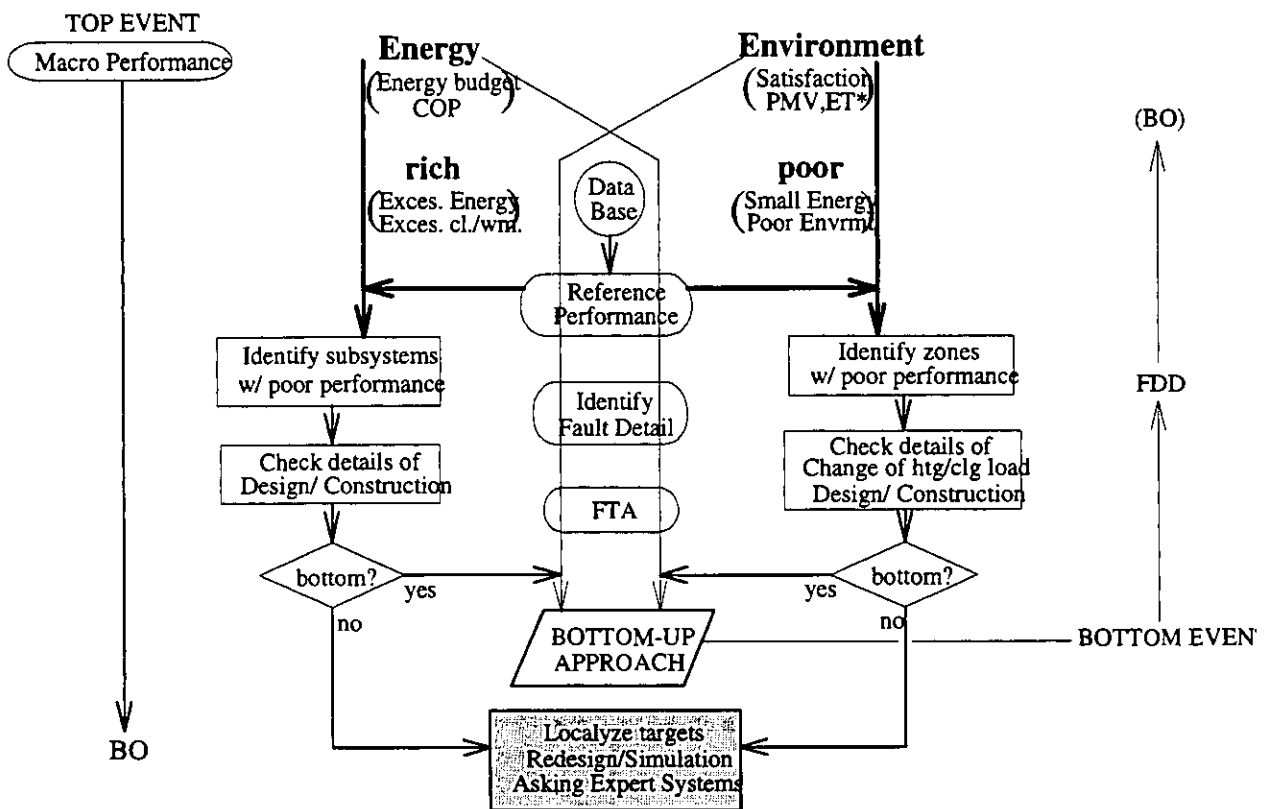 TOP EVENT
Macro Performance
Energy
(Energy budget
COP)
Environment
(Satisfaction
PMV,ET*)
(BO)
rich
(Exces. Energy
Exces. cl./wm.)
Data
Base
poor
(Small Energy
Poor Envrmt)
Reference
Performance
Identify subsystems
w/ poor performance
Identify zones
w/ poor performance
FDD
Identify
Fault Detail
Check details of
Design/ Construction
Check details of
Change of htg/clg load
Design/ Construction
FTA
bottom?
yes
no
bottom?
yes
no
BOTTOM-UP
APPROACH
BOTTOM EVENT
BO
Localyze targets
Redesign/Simulation
Asking Expert Systems